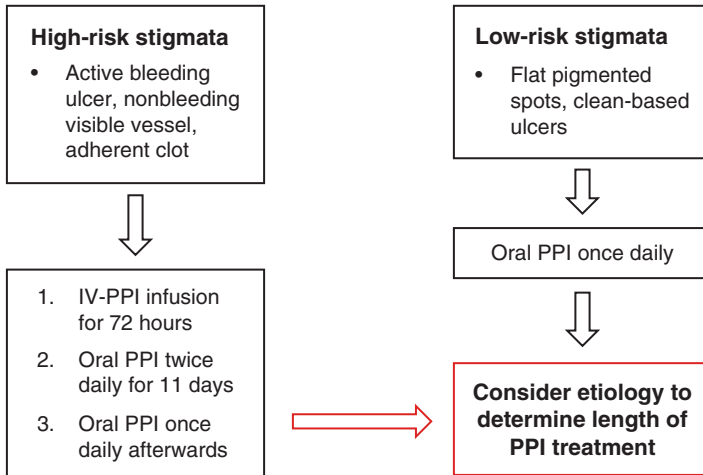 High-risk stigmata
• Active bleeding
ulcer, nonbleeding
visible vessel,
adherent clot
1. IV-PPI infusion
for 72 hours
2. Oral PPI twice
daily for 11 days
3. Oral PPI once
daily afterwards
Low-risk stigmata
• Flat pigmented
spots, clean-based
ulcers
Oral PPI once daily
Consider etiology to
determine length of
PPI treatment